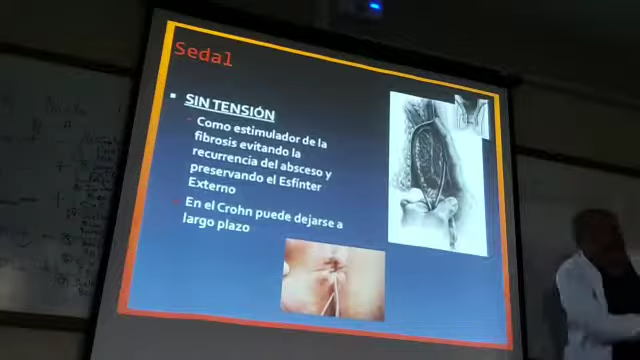 Sedal
SIN TENSIÓN
Como estimulador de la
fibrosis evitando la
recurrencia del absceso y
preservando el Esfínter
Externo
En el Crohn puede dejarse a
largo plazo